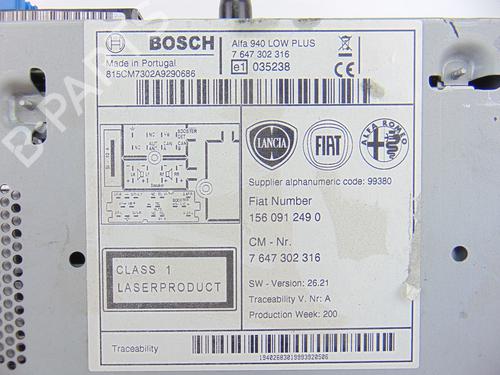 BOSCH
Alfa 940 LOW PLUS
7 647 302 316
Made in Portugal
815CM7302A9290686
e1 035238
CE
LANCIA
FIAT
ALFA ROMEO
Supplier alphanumeric code: 99380
Fiat Number
156 091 249 0
CM - Nr.
7 647 302 316
CLASS 1
LASERPRODUCT
SW - Version: 26.21
Traceability V. Nr: A
Production Week: 200
Traceability
B-PARTS